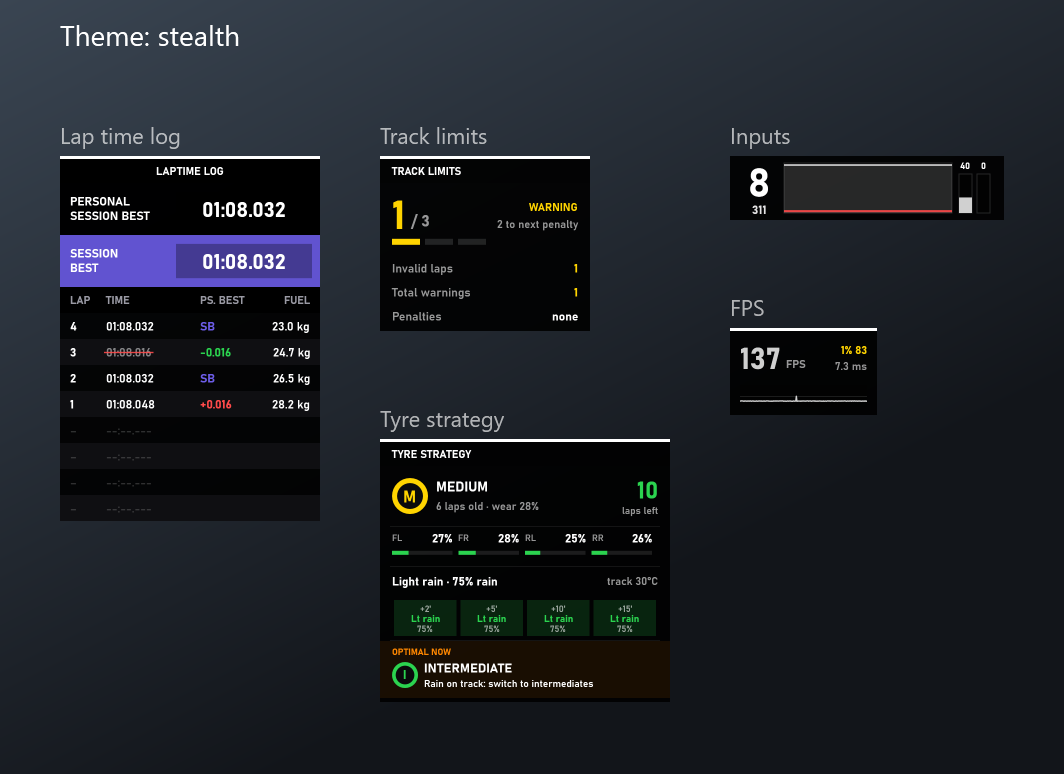 Theme: stealth
Lap time log
LAPTIME LOG
PERSONAL
SESSION BEST
01:08.032
SESSION
BEST
01:08.032
LAP TIME PS. BEST FUEL
4 01:08.032 SB 23.0 kg
3 01:08.016 -0.016 24.7 kg
2 01:08.032 SB 26.5 kg
1 01:08.048 +0.016 28.2 kg
– --:--.---
– --:--.---
– --:--.---
– --:--.---
Track limits
TRACK LIMITS
1 / 3
WARNING
2 to next penalty
Invalid laps 1
Total warnings 1
Penalties none
Tyre strategy
TYRE STRATEGY
M
MEDIUM
6 laps old · wear 28%
10
laps left
FL 27% FR 28% RL 25% RR 26%
Light rain · 75% rain track 30°C
+2' +5' +10' +15'
Lt rain Lt rain Lt rain Lt rain
75% 75% 75% 75%
OPTIMAL NOW
I
INTERMEDIATE
Rain on track: switch to intermediates
Inputs
8
311
40 0
FPS
137 FPS
1% 83
7.3 ms